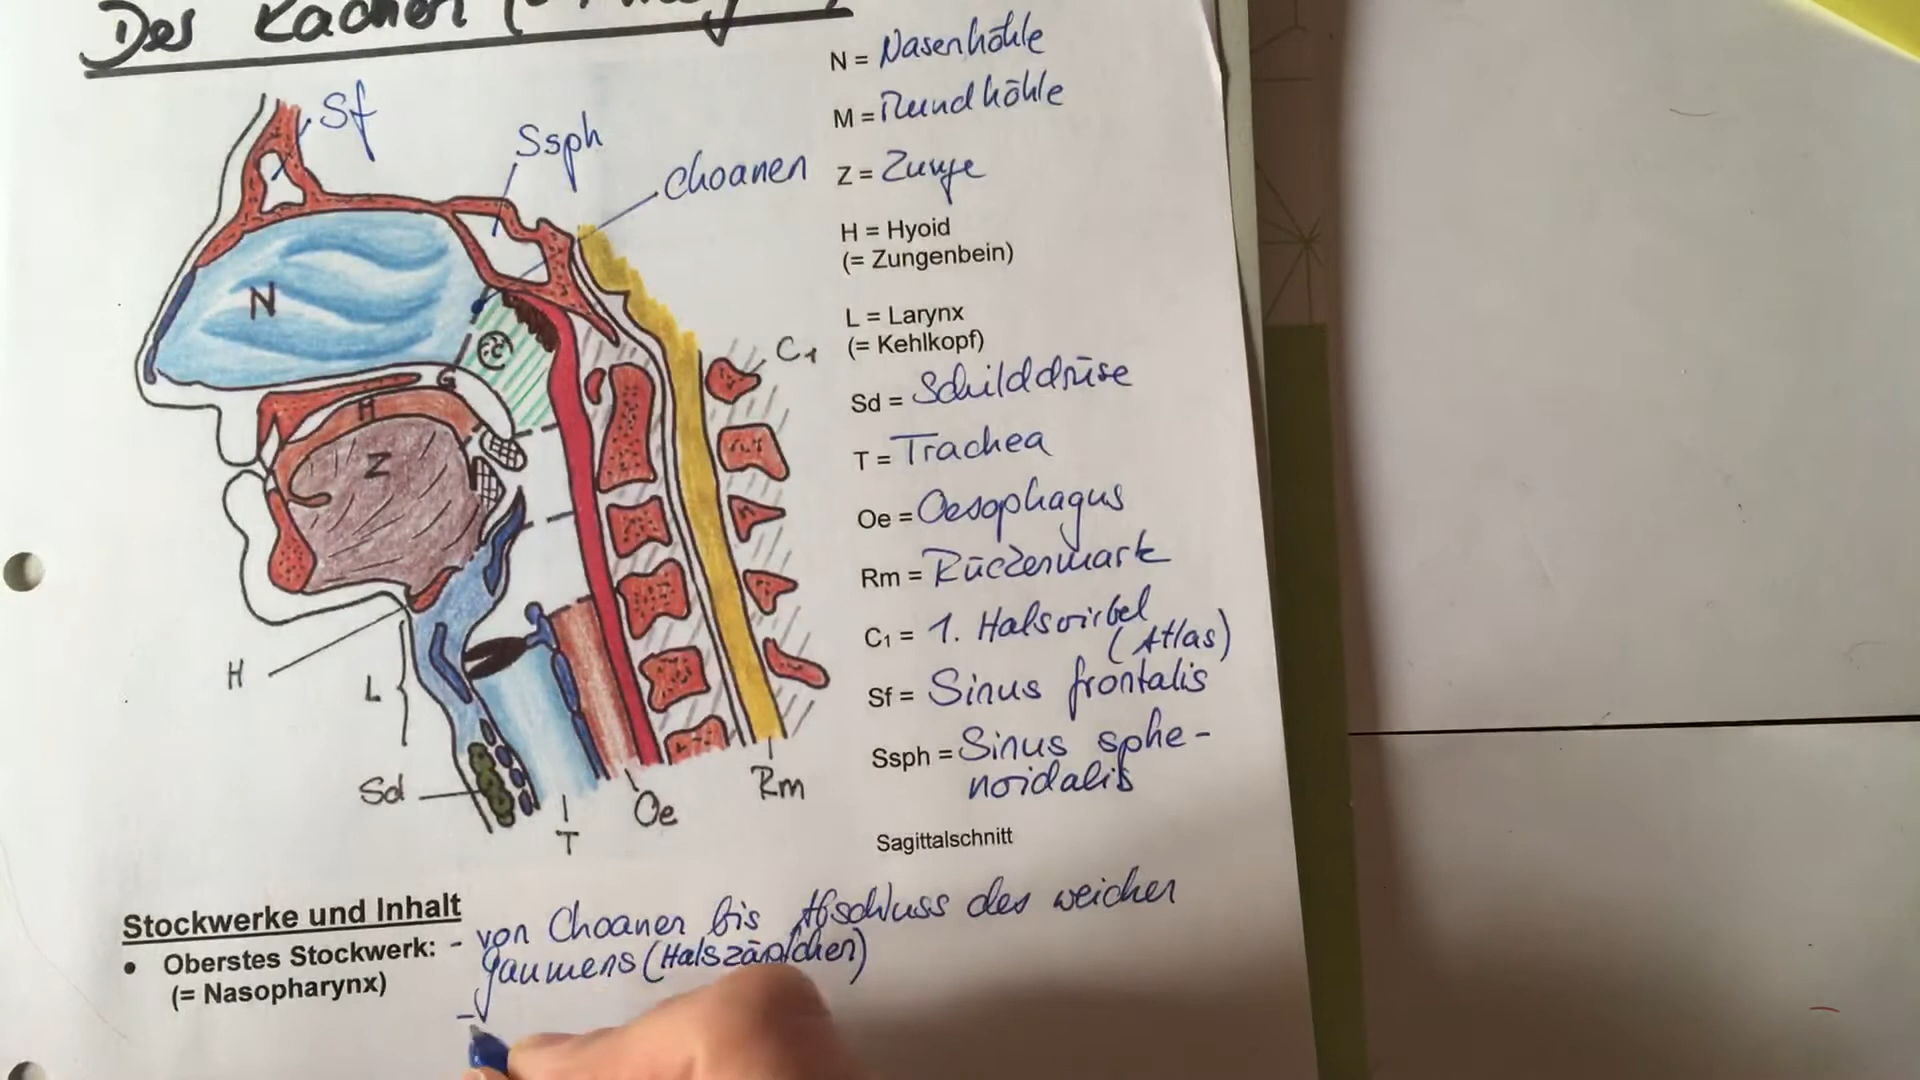 Der Rachen
Sf
Ssph
Choanen
N
G
M
Z
C1
H
L
Sd
T
Oe
Rm
N = Nasenhöhle
M = Mundhöhle
Z = Zunge
H = Hyoid
(= Zungenbein)
L = Larynx
(= Kehlkopf)
Sd = Schilddrüse
T = Trachea
Oe = Oesophagus
Rm = Rückenmark
C1 = 1. Halswirbel
(Atlas)
Sf = Sinus frontalis
Ssph = Sinus sphe-
noidalis
Sagittalschnitt
Stockwerke und Inhalt
• Oberstes Stockwerk: - von Choanen bis Abschluss des weichen
(= Nasopharynx) gaumens (Halszäpfchen)
-